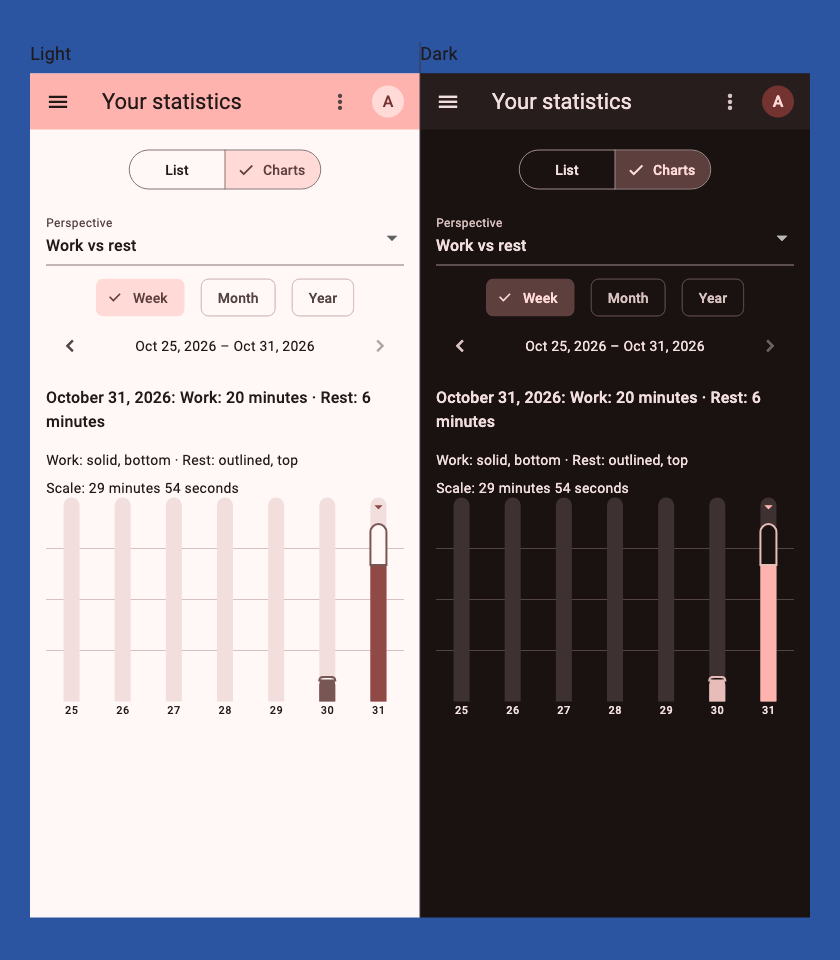 Light
Your statistics
A
List
Charts
Perspective
Work vs rest
Week
Month
Year
Oct 25, 2026 – Oct 31, 2026
October 31, 2026: Work: 20 minutes · Rest: 6
minutes
Work: solid, bottom · Rest: outlined, top
Scale: 29 minutes 54 seconds
25 26 27 28 29 30 31
Dark
Your statistics
A
List
Charts
Perspective
Work vs rest
Week
Month
Year
Oct 25, 2026 – Oct 31, 2026
October 31, 2026: Work: 20 minutes · Rest: 6
minutes
Work: solid, bottom · Rest: outlined, top
Scale: 29 minutes 54 seconds
25 26 27 28 29 30 31